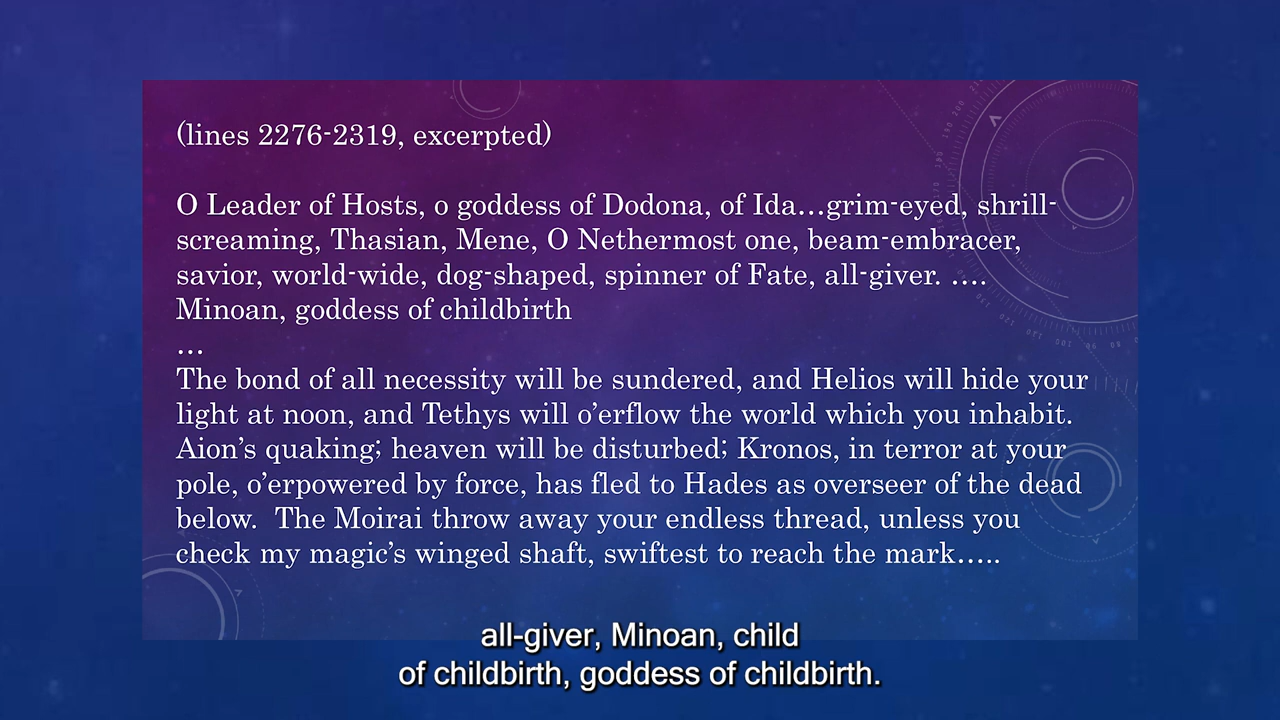 (lines 2276-2319, excerpted)
O Leader of Hosts, o goddess of Dodona, of Ida…grim-eyed, shrill-
screaming, Thasian, Mene, O Nethermost one, beam-embracer,
savior, world-wide, dog-shaped, spinner of Fate, all-giver. ….
Minoan, goddess of childbirth
…
The bond of all necessity will be sundered, and Helios will hide your
light at noon, and Tethys will o’erflow the world which you inhabit.
Aion’s quaking; heaven will be disturbed; Kronos, in terror at your
pole, o’erpowered by force, has fled to Hades as overseer of the dead
below.  The Moirai throw away your endless thread, unless you
check my magic’s winged shaft, swiftest to reach the mark…..
all-giver, Minoan, child
of childbirth, goddess of childbirth.